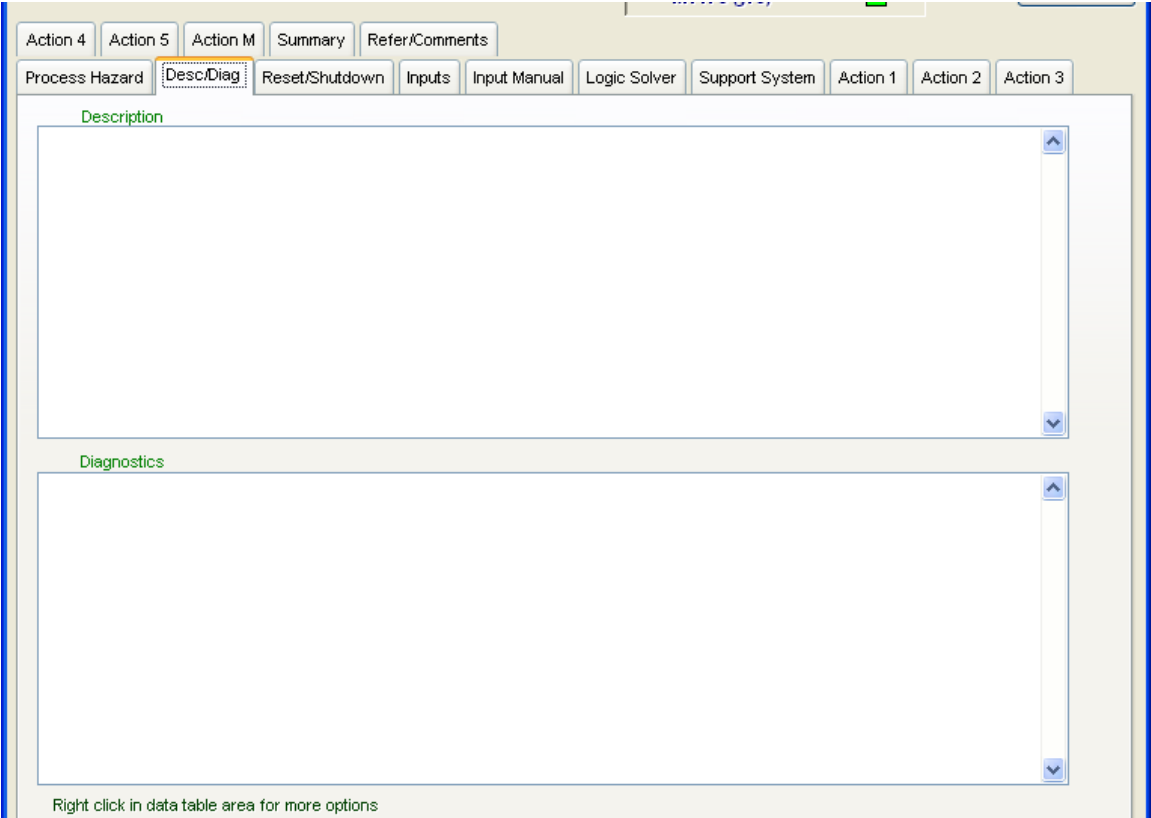 Action 4 Action 5 Action M Summary Refer/Comments
Process Hazard Desc/Diag Reset/Shutdown Inputs Input Manual Logic Solver Support System Action 1 Action 2 Action 3
Description
Diagnostics
Right click in data table area for more options